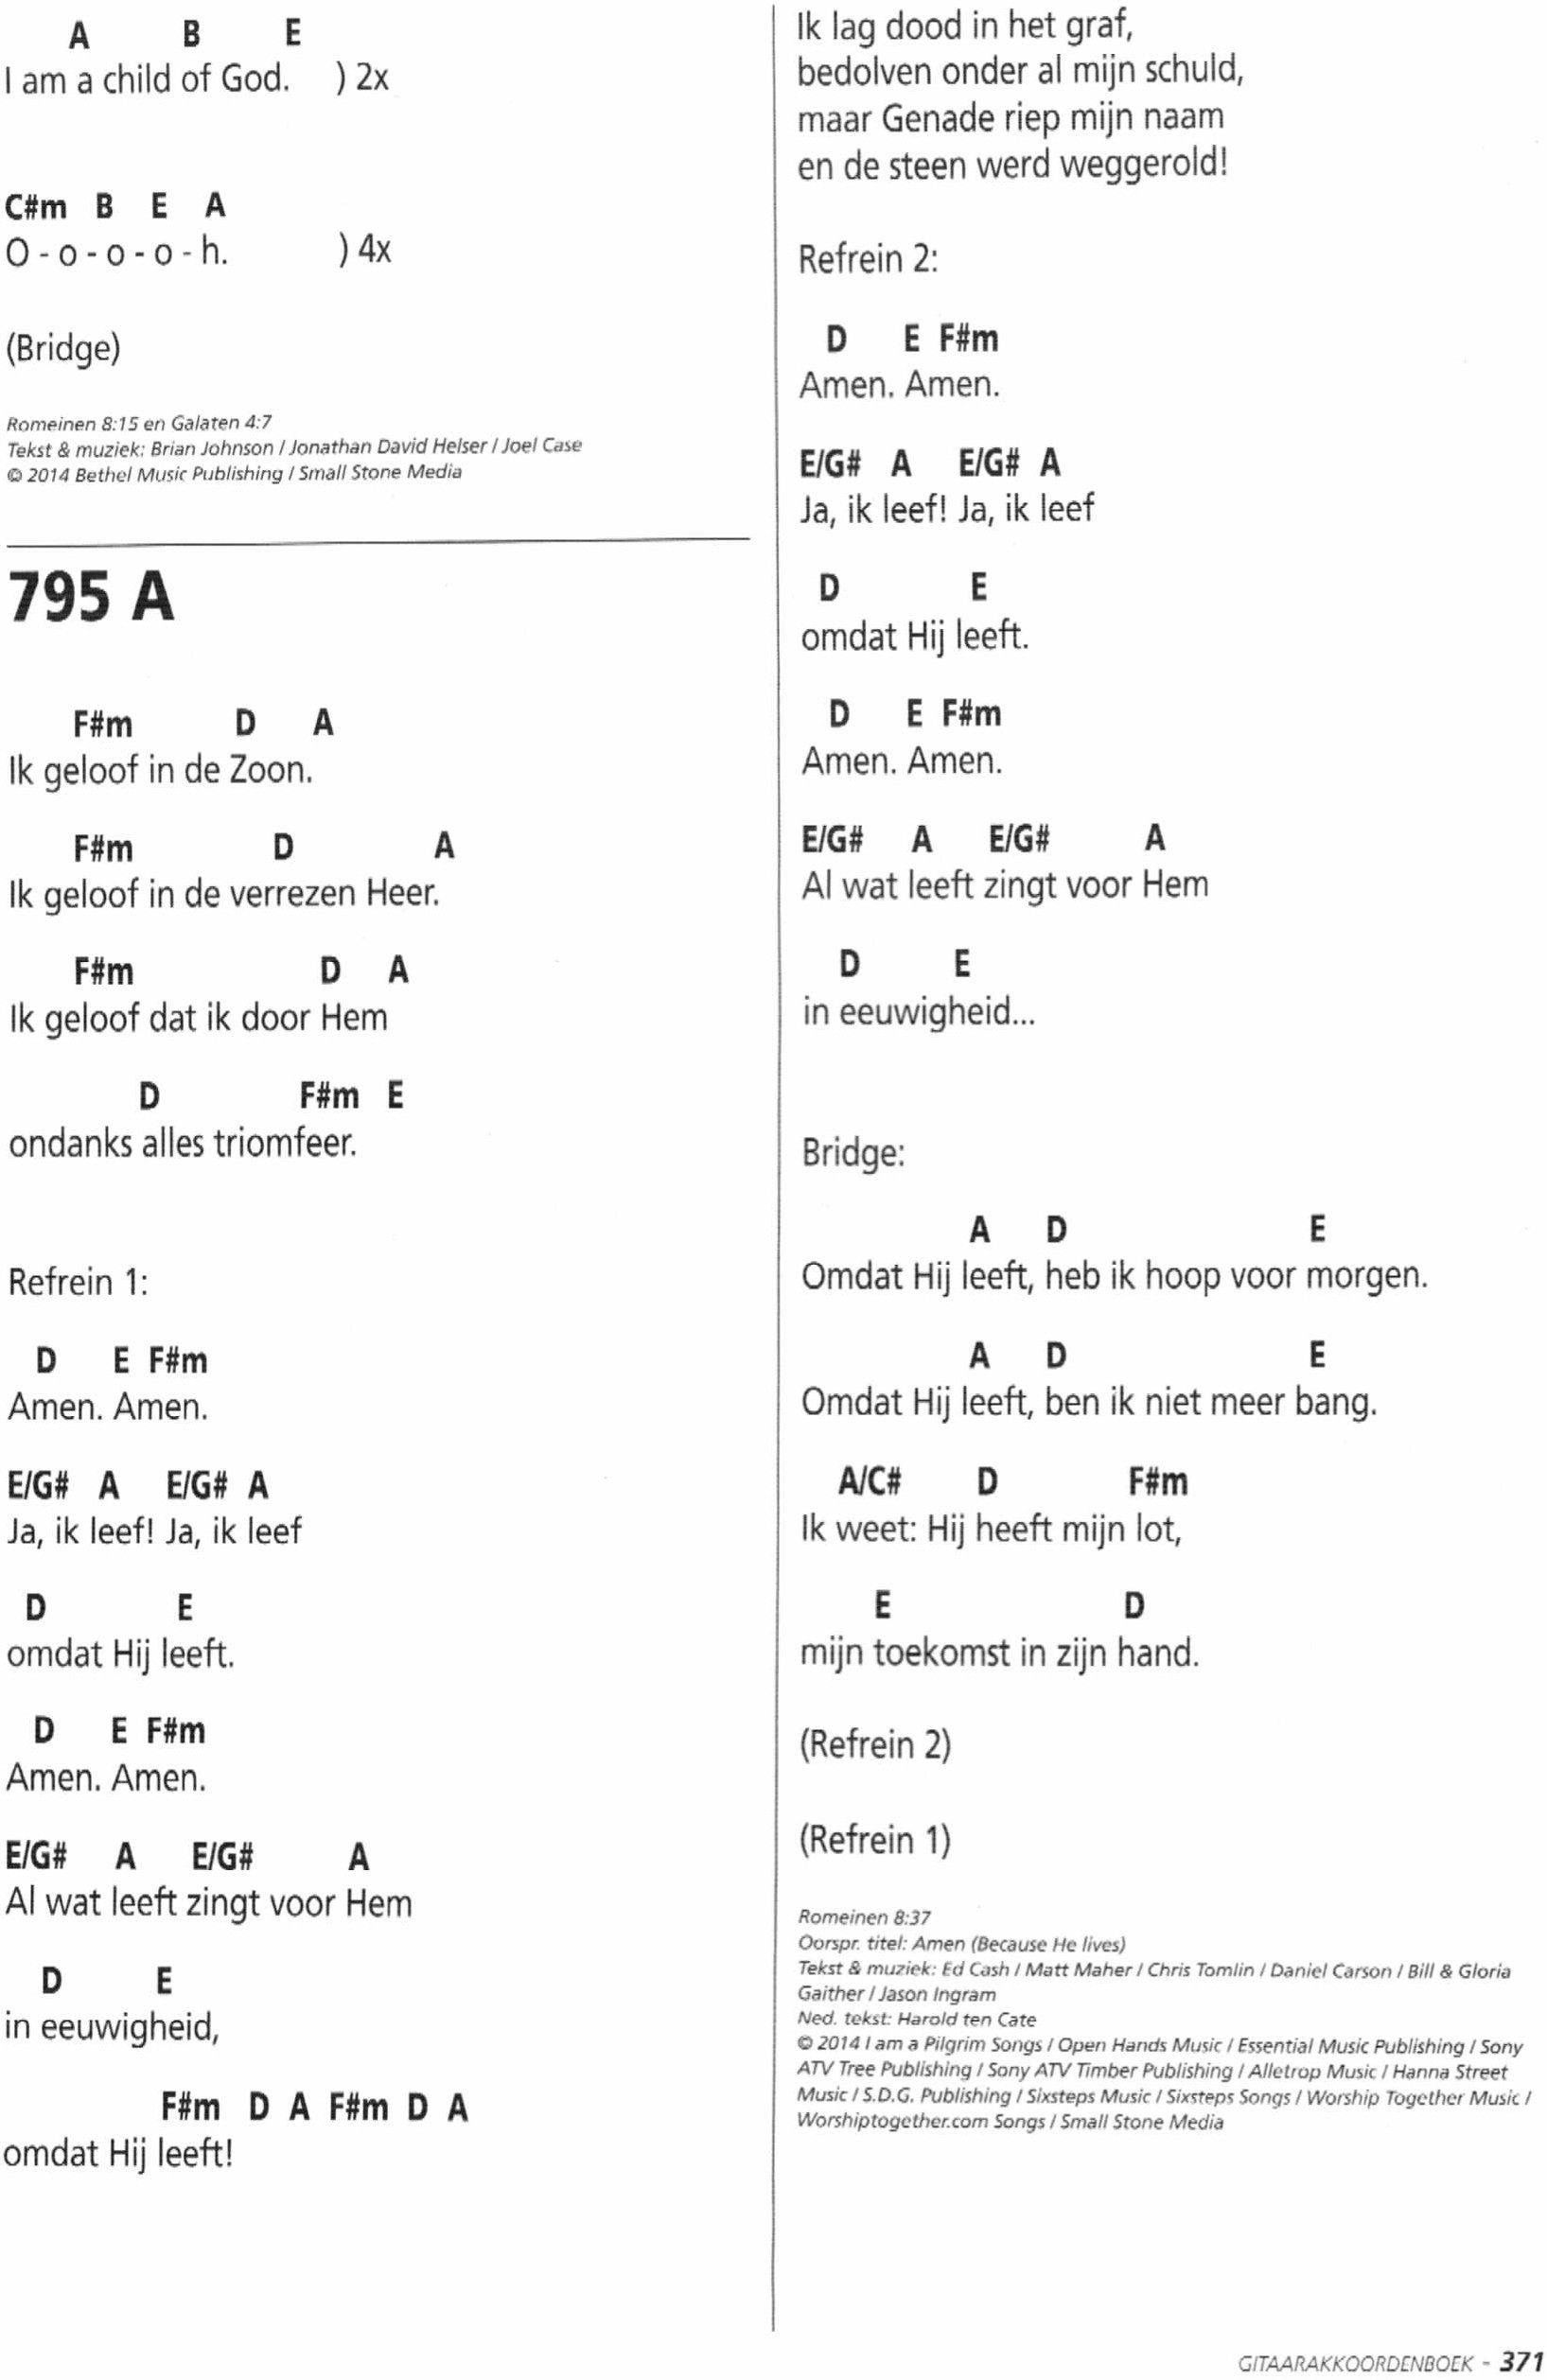 A B E
I am a child of God. ) 2x
C#m B E A
O - o - o - o - h. ) 4x
(Bridge)
Romeinen 8:15 en Galaten 4:7
Tekst & muziek: Brian Johnson / Jonathan David Helser / Joel Case
© 2014 Bethel Music Publishing / Small Stone Media
795 A
F#m D A
Ik geloof in de Zoon.
F#m D A
Ik geloof in de verrezen Heer.
F#m D A
Ik geloof dat ik door Hem
D F#m E
ondanks alles triomfeer.
Refrein 1:
D E F#m
Amen. Amen.
E/G# A E/G# A
Ja, ik leef! Ja, ik leef
D E
omdat Hij leeft.
D E F#m
Amen. Amen.
E/G# A E/G# A
Al wat leeft zingt voor Hem
D E
in eeuwigheid,
F#m D A F#m D A
omdat Hij leeft!
Ik lag dood in het graf,
bedolven onder al mijn schuld,
maar Genade riep mijn naam
en de steen werd weggerold!
Refrein 2:
D E F#m
Amen. Amen.
E/G# A E/G# A
Ja, ik leef! Ja, ik leef
D E
omdat Hij leeft.
D E F#m
Amen. Amen.
E/G# A E/G# A
Al wat leeft zingt voor Hem
D E
in eeuwigheid...
Bridge:
A D E
Omdat Hij leeft, heb ik hoop voor morgen.
A D E
Omdat Hij leeft, ben ik niet meer bang.
A/C# D F#m
Ik weet: Hij heeft mijn lot,
E D
mijn toekomst in zijn hand.
(Refrein 2)
(Refrein 1)
Romeinen 8:37
Oorspr. titel: Amen (Because He lives)
Tekst & muziek: Ed Cash / Matt Maher / Chris Tomlin / Daniel Carson / Bill & Gloria
Gaither / Jason Ingram
Ned. tekst: Harold ten Cate
© 2014 I am a Pilgrim Songs / Open Hands Music / Essential Music Publishing / Sony
ATV Tree Publishing / Sony ATV Timber Publishing / Alletrop Music / Hanna Street
Music / S.D.G. Publishing / Sixsteps Music / Sixsteps Songs / Worship Together Music /
Worshiptogether.com Songs / Small Stone Media
GITAARAKKOORDENBOEK - 371